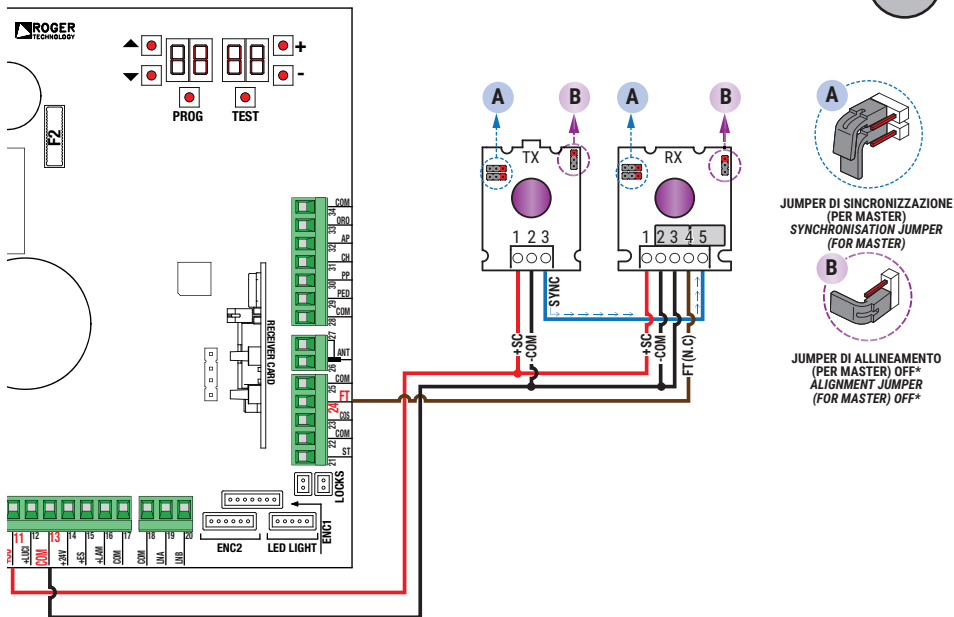 ROGER
TECHNOLOGY
F2
+
-
PROG
TEST
RECEIVER CARD
COM
34
ORO
33
AP
32
CH
31
PP
30
PED
29
COM
28
27
ANT
26
COM
25
FT
24
COS
23
COM
22
ST
21
LOCKS
ENC1
ENC2
LED LIGHT
11
+LUCI
12
COM
13
+24V
14
+ES
15
+LAM
16
COM
17
COM
18
LNA
19
LNB
20
A
B
A
B
TX
RX
1 2 3
1 2 3 4 5
SYNC
+SC
-COM
+SC
-COM
FT(N.C)
A
JUMPER DI SINCRONIZZAZIONE
(PER MASTER)
SYNCHRONISATION JUMPER
(FOR MASTER)
B
JUMPER DI ALLINEAMENTO
(PER MASTER) OFF*
ALIGNMENT JUMPER
(FOR MASTER) OFF*